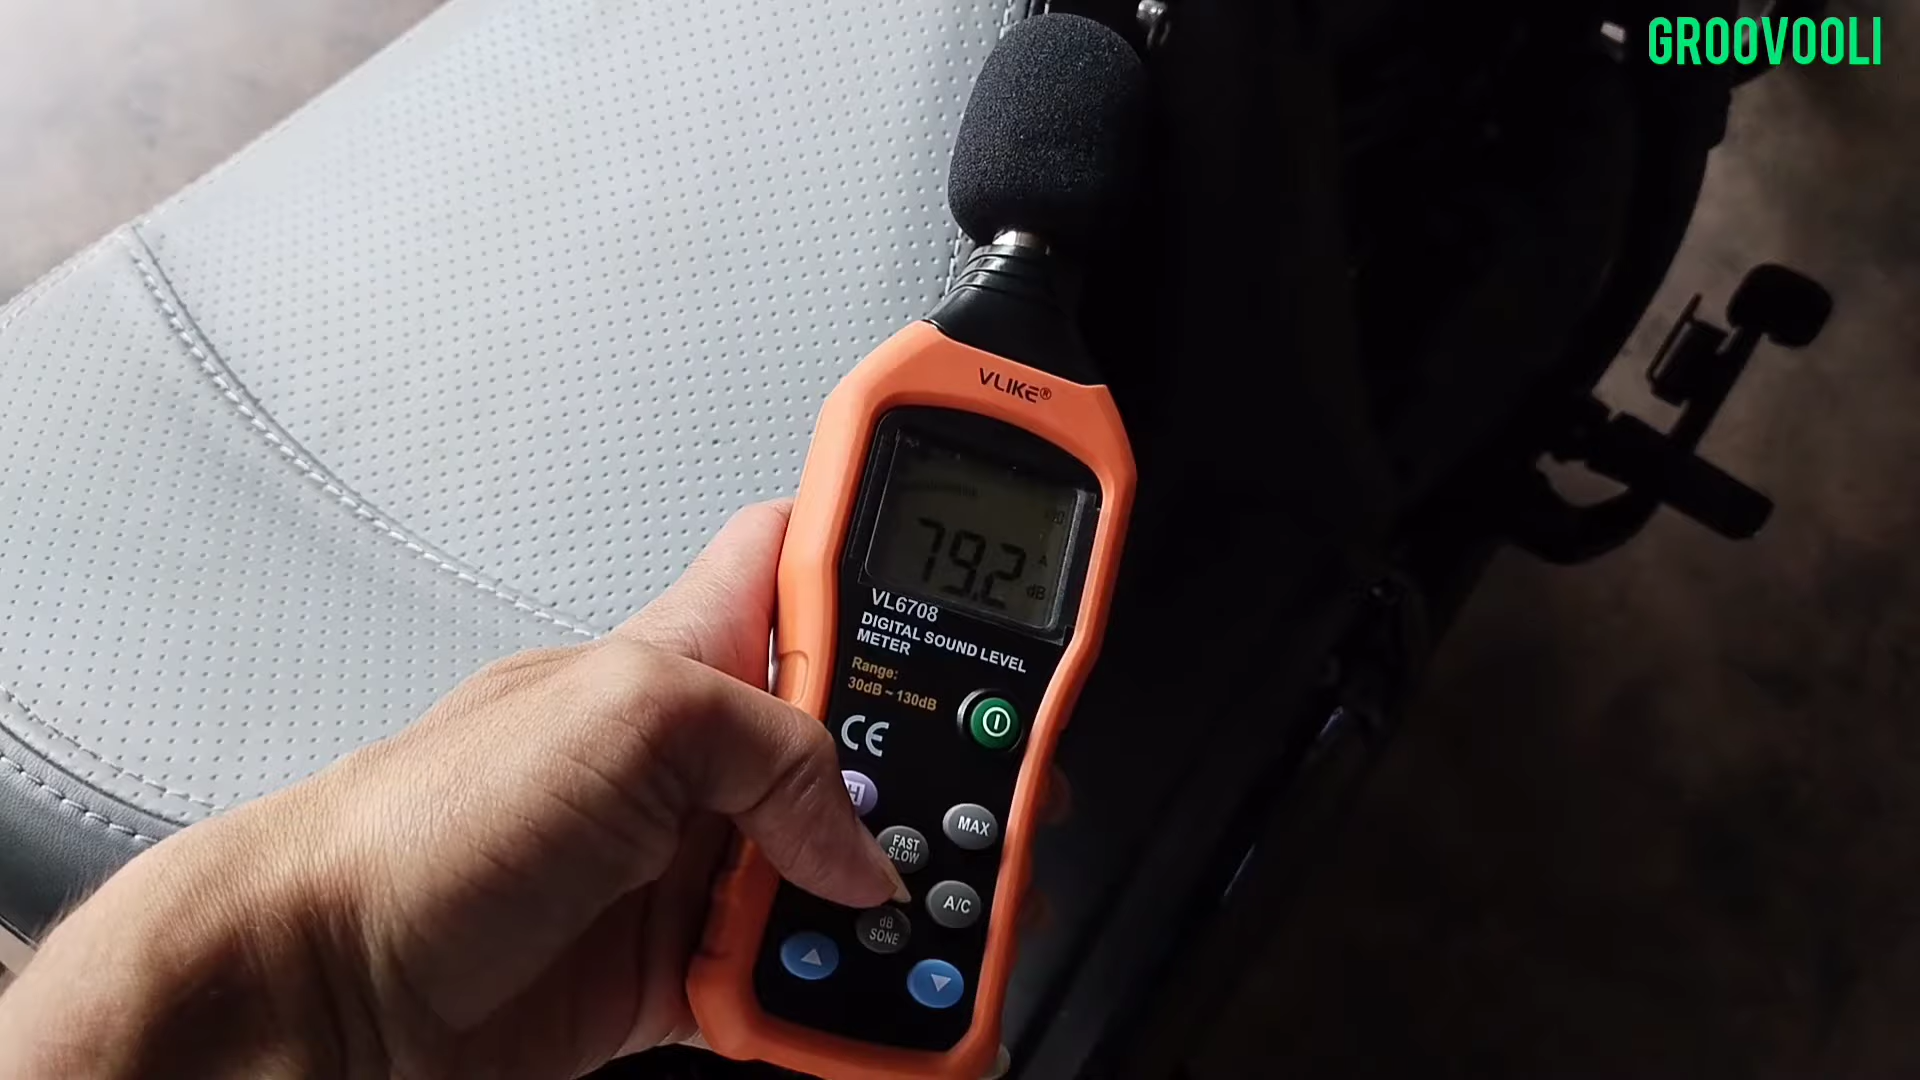 GROOVOOLI
VLIKE®
79.2
A
dB
VL6708
DIGITAL SOUND LEVEL
METER
Range:
30dB ~ 130dB
CE
H
MAX
FAST
SLOW
A/C
dB
SONE